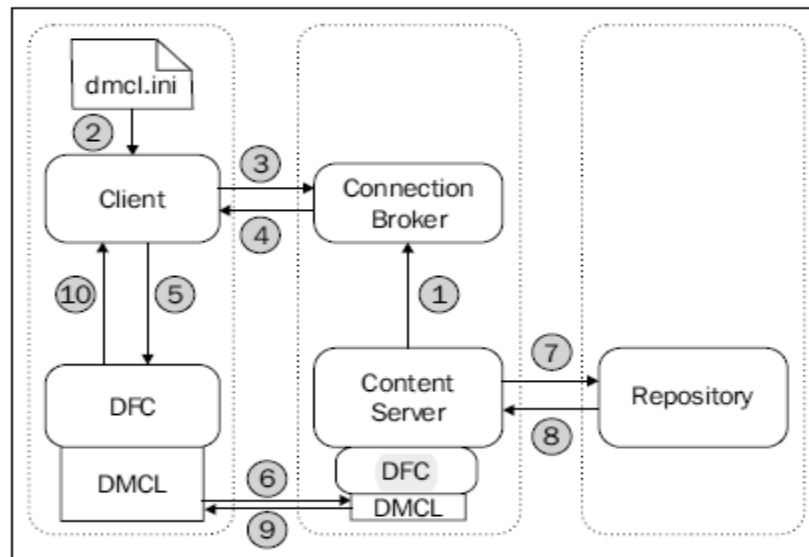 dmcl.ini
2
Client
3
4
Connection
Broker
10
5
1
DFC
DMCL
Content
Server
7
8
Repository
DFC
DMCL
6
9